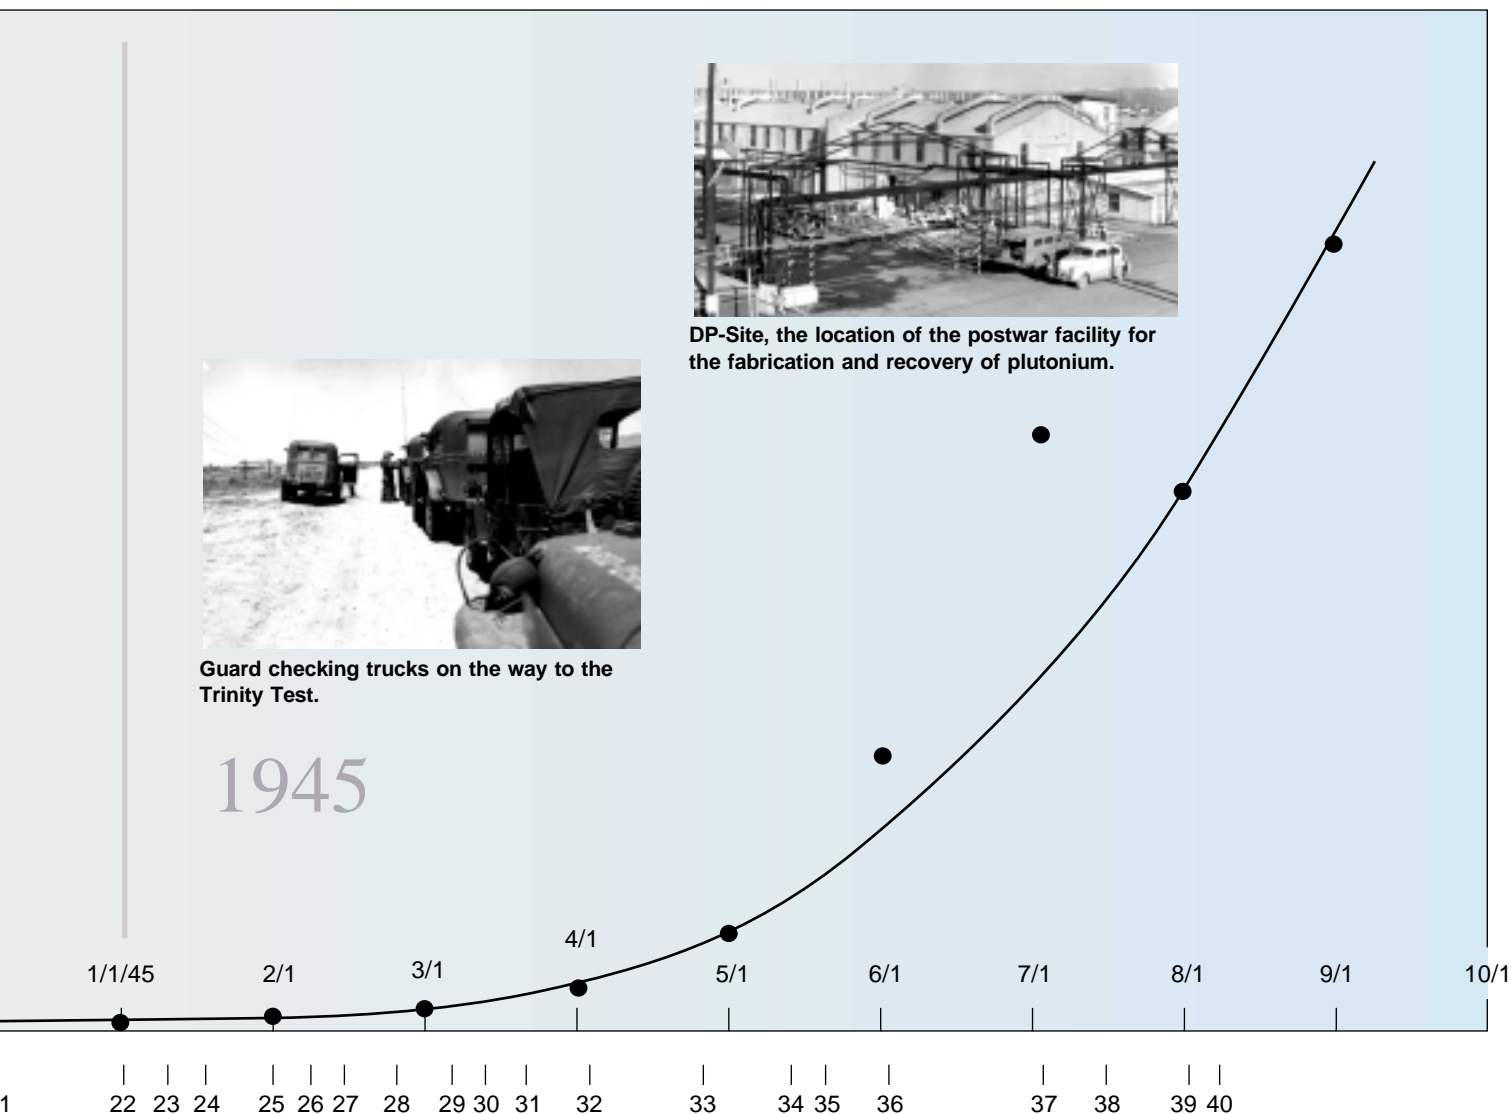 DP-Site, the location of the postwar facility for
the fabrication and recovery of plutonium.
Guard checking trucks on the way to the
Trinity Test.
1945
4/1
1/1/45 2/1 3/1 5/1 6/1 7/1 8/1 9/1 10/1
1 22 23 24 25 26 27 28 29 30 31 32 33 34 35 36 37 38 39 40